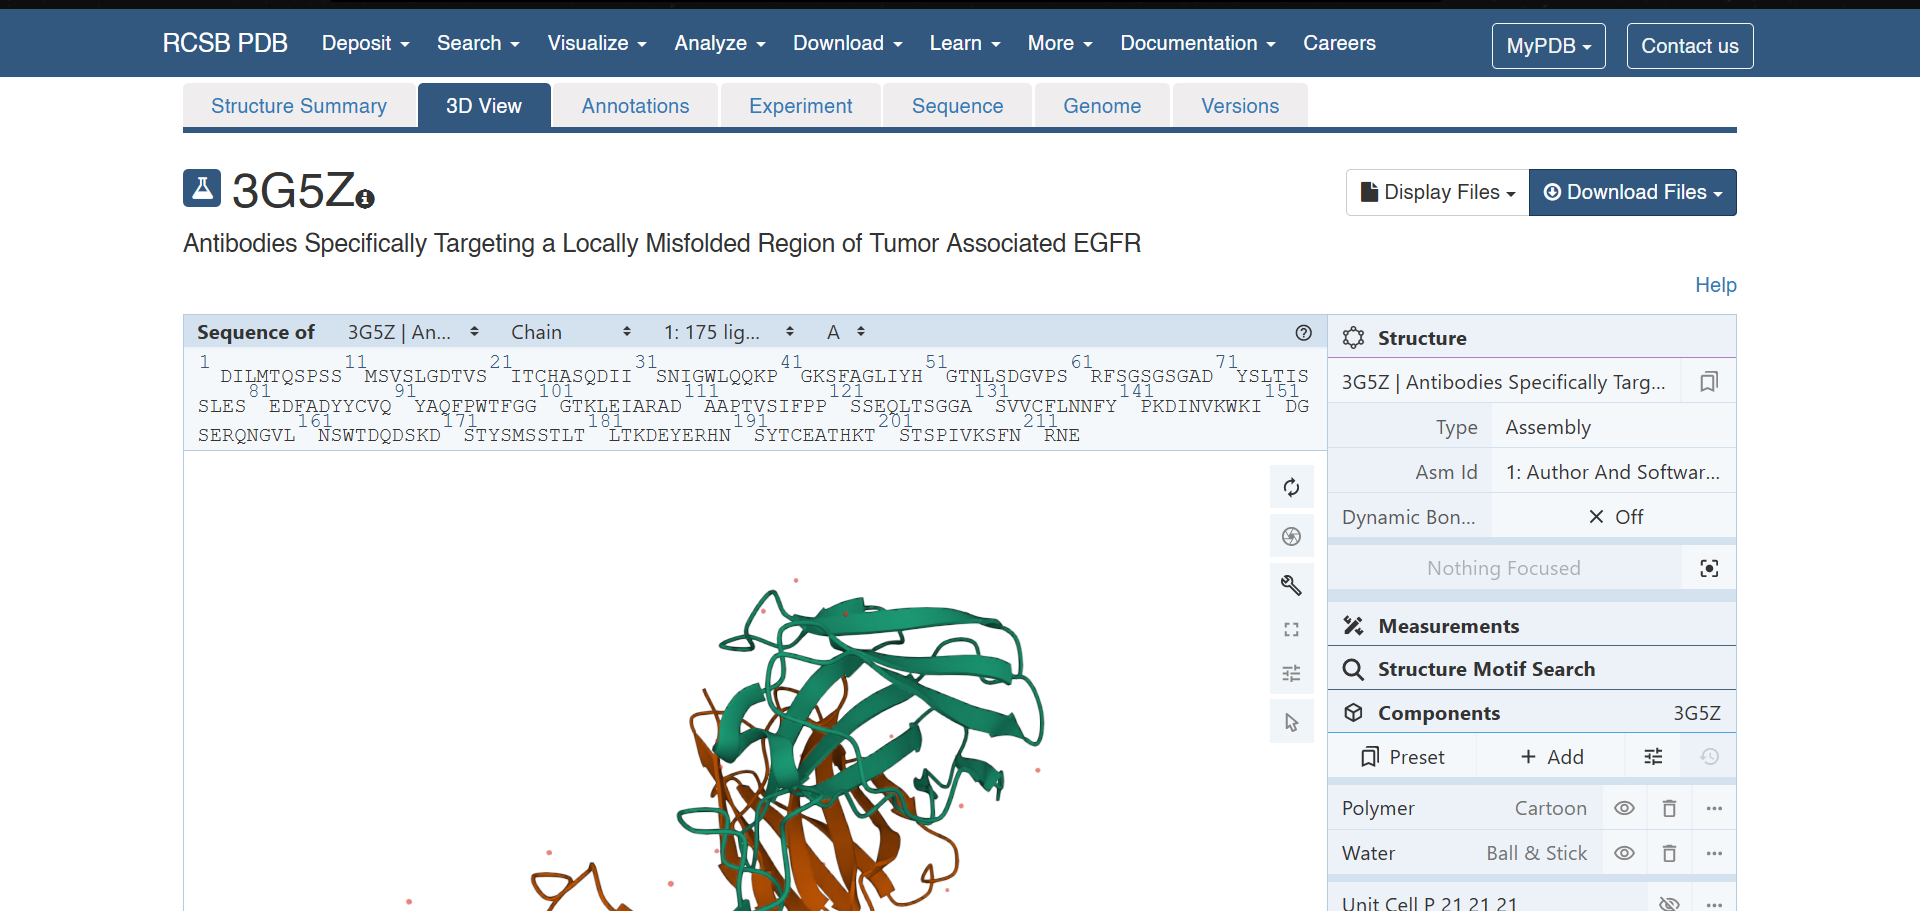 RCSB PDB Deposit Search Visualize Analyze Download Learn More Documentation Careers MyPDB Contact us
Structure Summary 3D View Annotations Experiment Sequence Genome Versions
3G5Z
Display Files Download Files
Antibodies Specifically Targeting a Locally Misfolded Region of Tumor Associated EGFR
Help
Sequence of 3G5Z | An... Chain 1: 175 lig... A
1 11 21 31 41 51 61 71
DILMTQSPSS MSVSLGDTVS ITCHASQDII SNIGWLQQKP GKSFAGLIYH GTNLSDGVPS RFSGSGSGAD YSLTIS
81 91 101 111 121 131 141 151
SLES EDFADYYCVQ YAQFPWTFGG GTKLEIARAD AAPTVSIFPP SSEQLTSGGA SVVCFLNNFY PKDINVKWKI DG
161 171 181 191 201 211
SERQNGVL NSWTDQDSKD STYSMSSTLT LTKDEYERHN SYTCEATHKT STSPIVKSFN RNE
Structure
3G5Z | Antibodies Specifically Targ...
Type Assembly
Asm Id 1: Author And Softwar...
Dynamic Bon... Off
Nothing Focused
Measurements
Structure Motif Search
Components 3G5Z
Preset Add
Polymer Cartoon
Water Ball & Stick
Unit Cell P 21 21 21